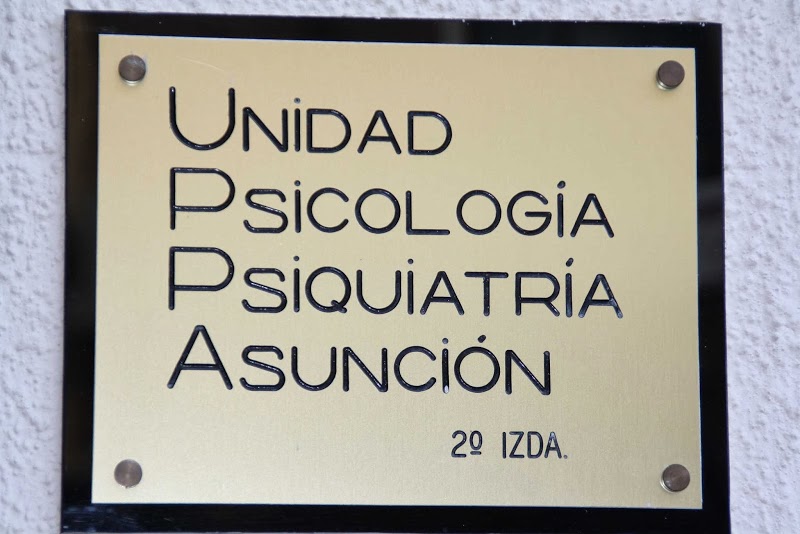 UNiDAD
PSiCOLOGÍA
PSiQUiATRÍA
ASUNCiÓN
2º IZDA.